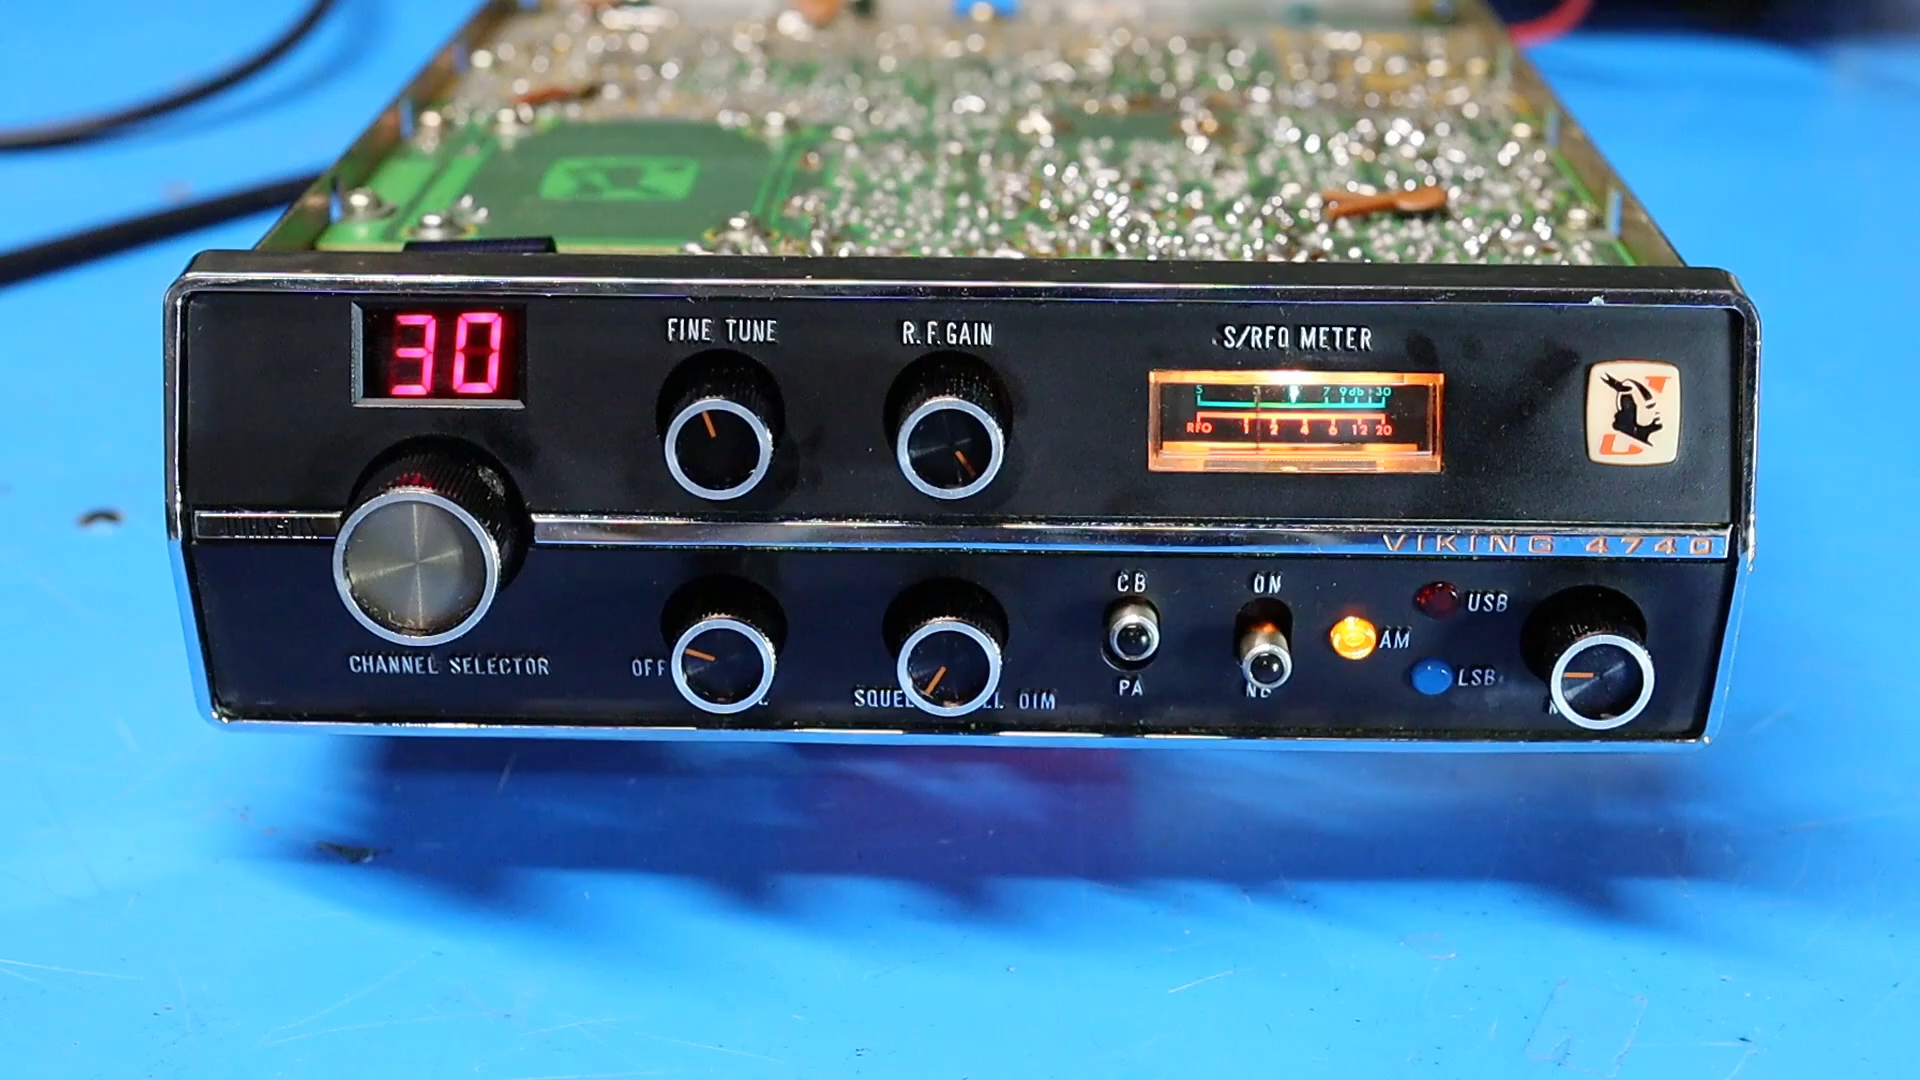 30
FINE TUNE
R.F. GAIN
S/RFO METER
S 7 9db +30
RFO 1 2 4 6 12 20
J
VIKING 4740
CB
ON
USB
AM
CHANNEL SELECTOR
OFF
LSB
PA
DIM